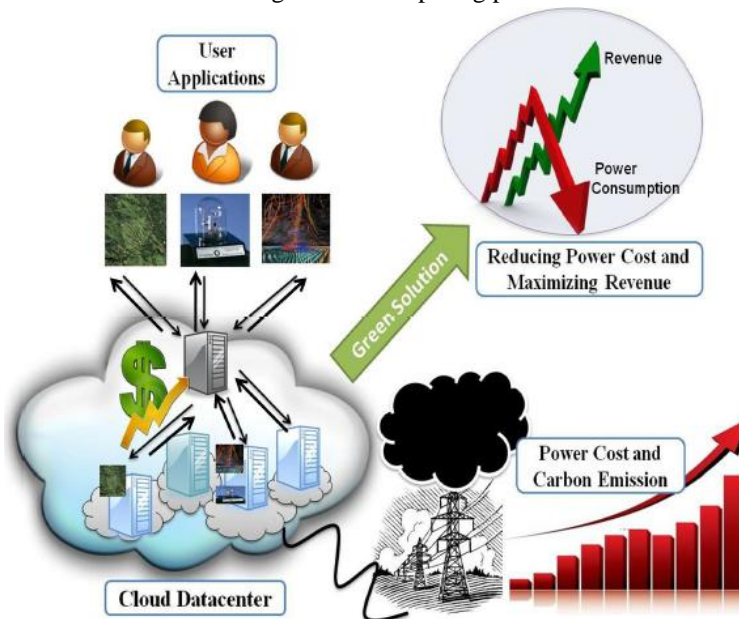 User
Applications
Revenue
Power
Consumption
Reducing Power Cost and
Maximizing Revenue
Green Solution
Power Cost and
Carbon Emission
Cloud Datacenter